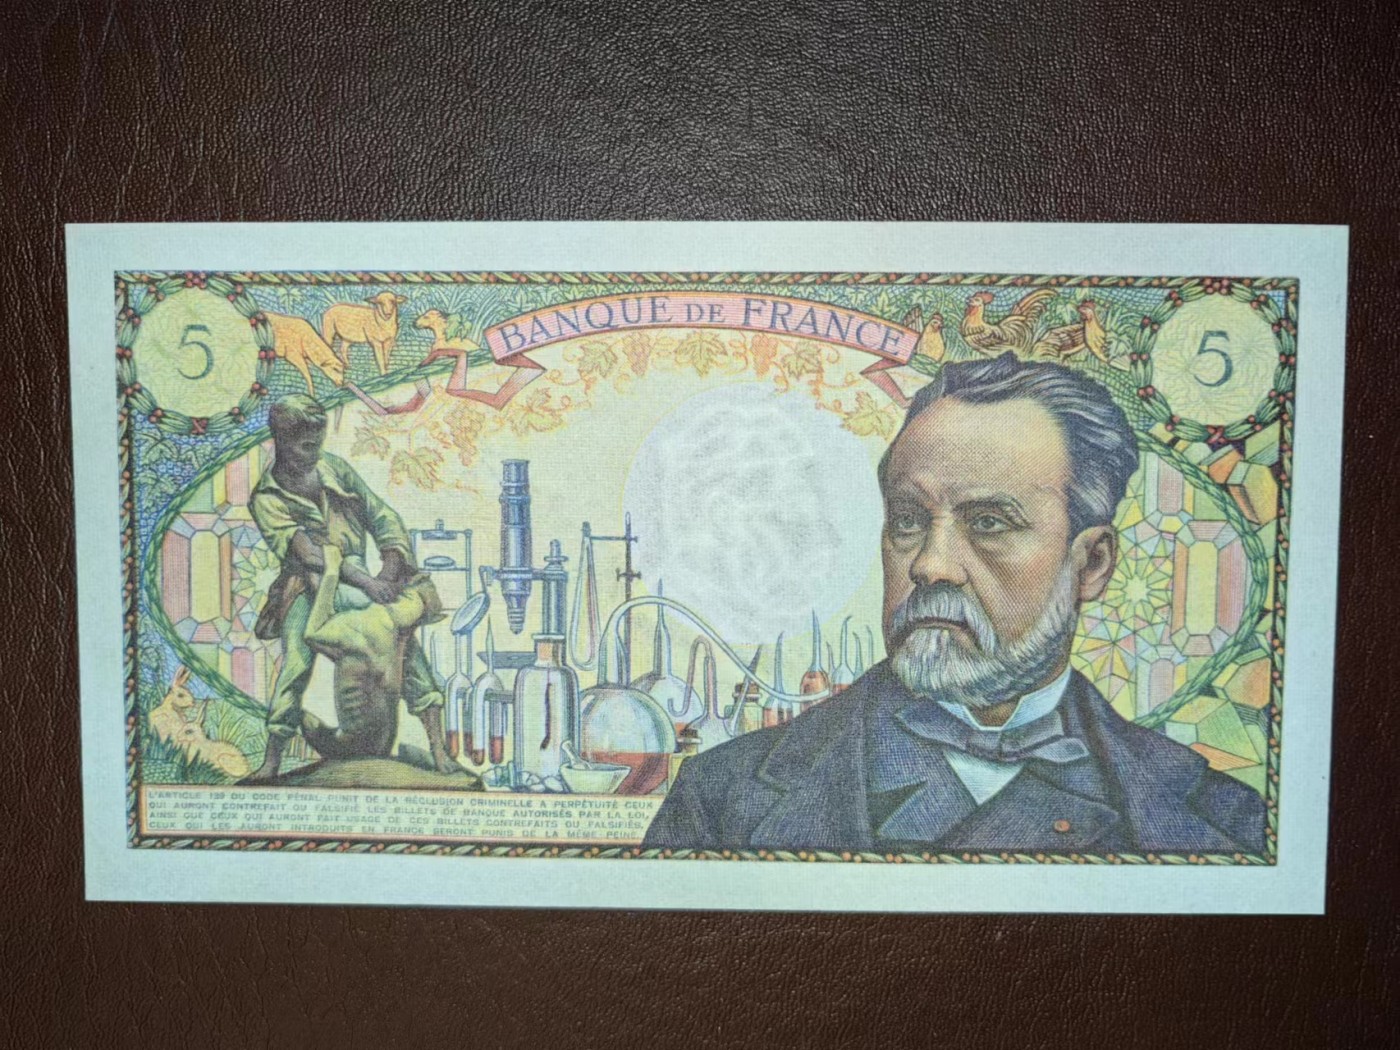 BANQUE DE FRANCE
5
5
L'ARTICLE 139 DU CODE PÉNAL PUNIT DE LA RÉCLUSION CRIMINELLE A PERPÉTUITÉ CEUX
QUI AURONT CONTREFAIT OU FALSIFIÉ LES BILLETS DE BANQUE AUTORISÉS PAR LA LOI,
AINSI QUE CEUX QUI AURONT FAIT USAGE DE CES BILLETS CONTREFAITS OU FALSIFIÉS.
CEUX QUI LES AURONT INTRODUITS EN FRANCE SERONT PUNIS DE LA MÊME PEINE.